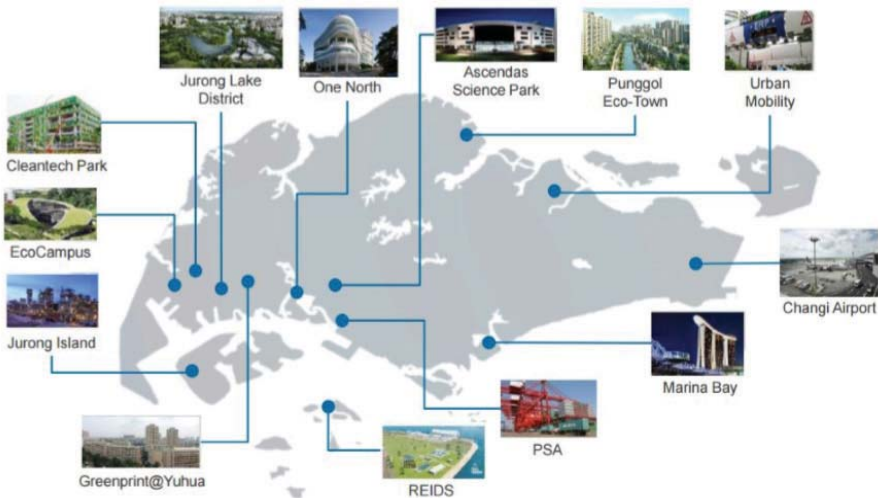 Jurong Lake
District
One North
Ascendas
Science Park
Punggol
Eco-Town
Urban
Mobility
Cleantech Park
EcoCampus
Jurong Island
Changi Airport
Marina Bay
PSA
Greenprint@Yuhua
REIDS